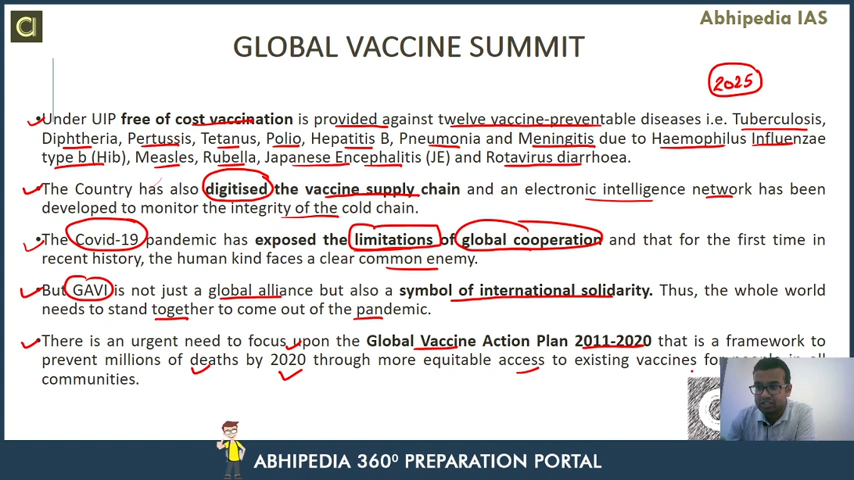 Abhipedia IAS
GLOBAL VACCINE SUMMIT
2025
•Under UIP free of cost vaccination is provided against twelve vaccine-preventable diseases i.e. Tuberculosis,
Diphtheria, Pertussis, Tetanus, Polio, Hepatitis B, Pneumonia and Meningitis due to Haemophilus Influenzae
type b (Hib), Measles, Rubella, Japanese Encephalitis (JE) and Rotavirus diarrhoea.
•The Country has also digitised the vaccine supply chain and an electronic intelligence network has been
developed to monitor the integrity of the cold chain.
•The Covid-19 pandemic has exposed the limitations of global cooperation and that for the first time in
recent history, the human kind faces a clear common enemy.
•But GAVI is not just a global alliance but also a symbol of international solidarity. Thus, the whole world
needs to stand together to come out of the pandemic.
•There is an urgent need to focus upon the Global Vaccine Action Plan 2011-2020 that is a framework to
prevent millions of deaths by 2020 through more equitable access to existing vaccines for people in all
communities.
ABHIPEDIA 360⁰ PREPARATION PORTAL